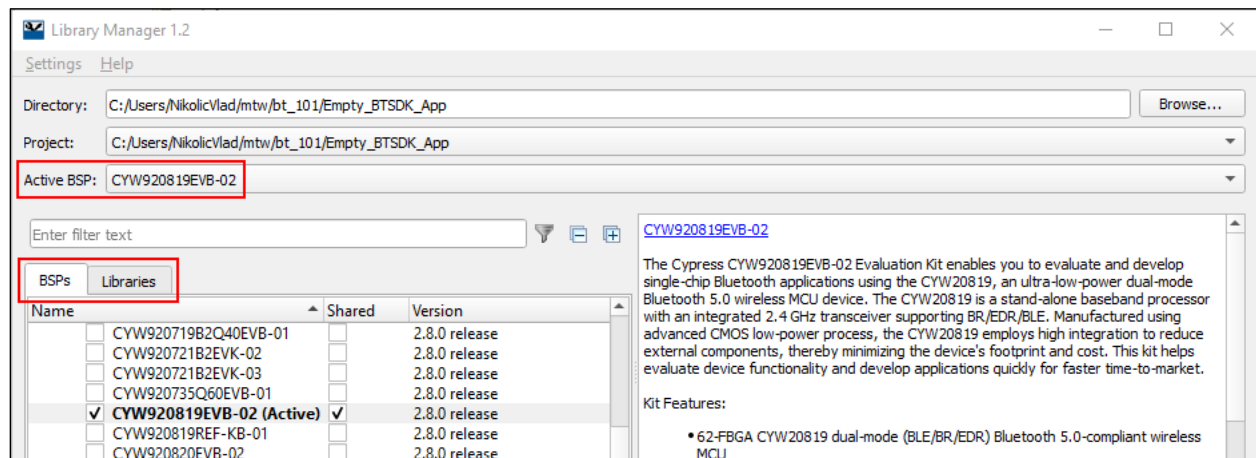 Library Manager 1.2
Settings Help
Directory: C:/Users/NikolicVlad/mtw/bt_101/Empty_BTSDK_App Browse...
Project: C:/Users/NikolicVlad/mtw/bt_101/Empty_BTSDK_App
Active BSP: CYW920819EVB-02
Enter filter text
BSPs Libraries
Name Shared Version
CYW920719B2Q40EVB-01 2.8.0 release
CYW920721B2EVK-02 2.8.0 release
CYW920721B2EVK-03 2.8.0 release
CYW920735Q60EVB-01 2.8.0 release
CYW920819EVB-02 (Active) 2.8.0 release
CYW920819REF-KB-01 2.8.0 release
CYW920820EVB-02 2.8.0 release
CYW920819EVB-02
The Cypress CYW920819EVB-02 Evaluation Kit enables you to evaluate and develop
single-chip Bluetooth applications using the CYW20819, an ultra-low-power dual-mode
Bluetooth 5.0 wireless MCU device. The CYW20819 is a stand-alone baseband processor
with an integrated 2.4 GHz transceiver supporting BR/EDR/BLE. Manufactured using
advanced CMOS low-power process, the CYW20819 employs high integration to reduce
external components, thereby minimizing the device's footprint and cost. This kit helps
evaluate device functionality and develop applications quickly for faster time-to-market.
Kit Features:
• 62-FBGA CYW20819 dual-mode (BLE/BR/EDR) Bluetooth 5.0-compliant wireless
MCU